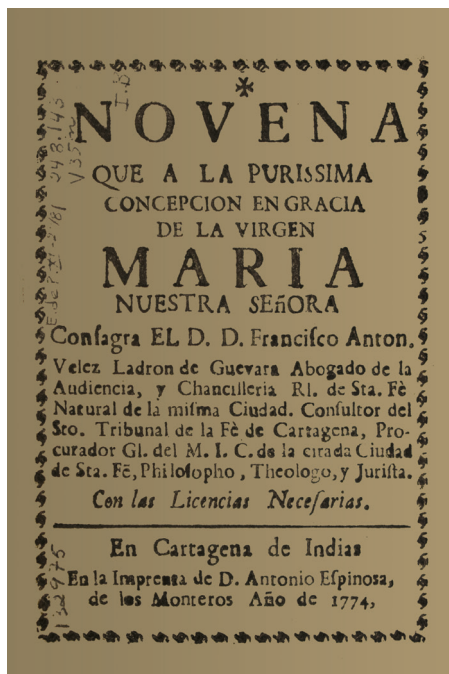 NOVENA
QUE A LA PURISSIMA
CONCEPCION EN GRACIA
DE LA VIRGEN
MARIA
NUESTRA SEñORA
Conſagra EL D. D. Franciſco Anton.
Velez Ladron de Guevara Abogado de la
Audiencia, y Chancilleria Rl. de Sta. Fè
Natural de la miſma Ciudad. Conſultor del
Sto. Tribunal de la Fè de Cartagena, Pro-
curador Gl. del M. I. C. de la citada Ciudad
de Sta. Fè, Philoſopho, Theologo, y Juriſta.
Con las Licencias Neceſarias.
En Cartagena de Indias
En la Imprenta de D. Antonio Eſpinoſa,
de los Monteros Año de 1774,